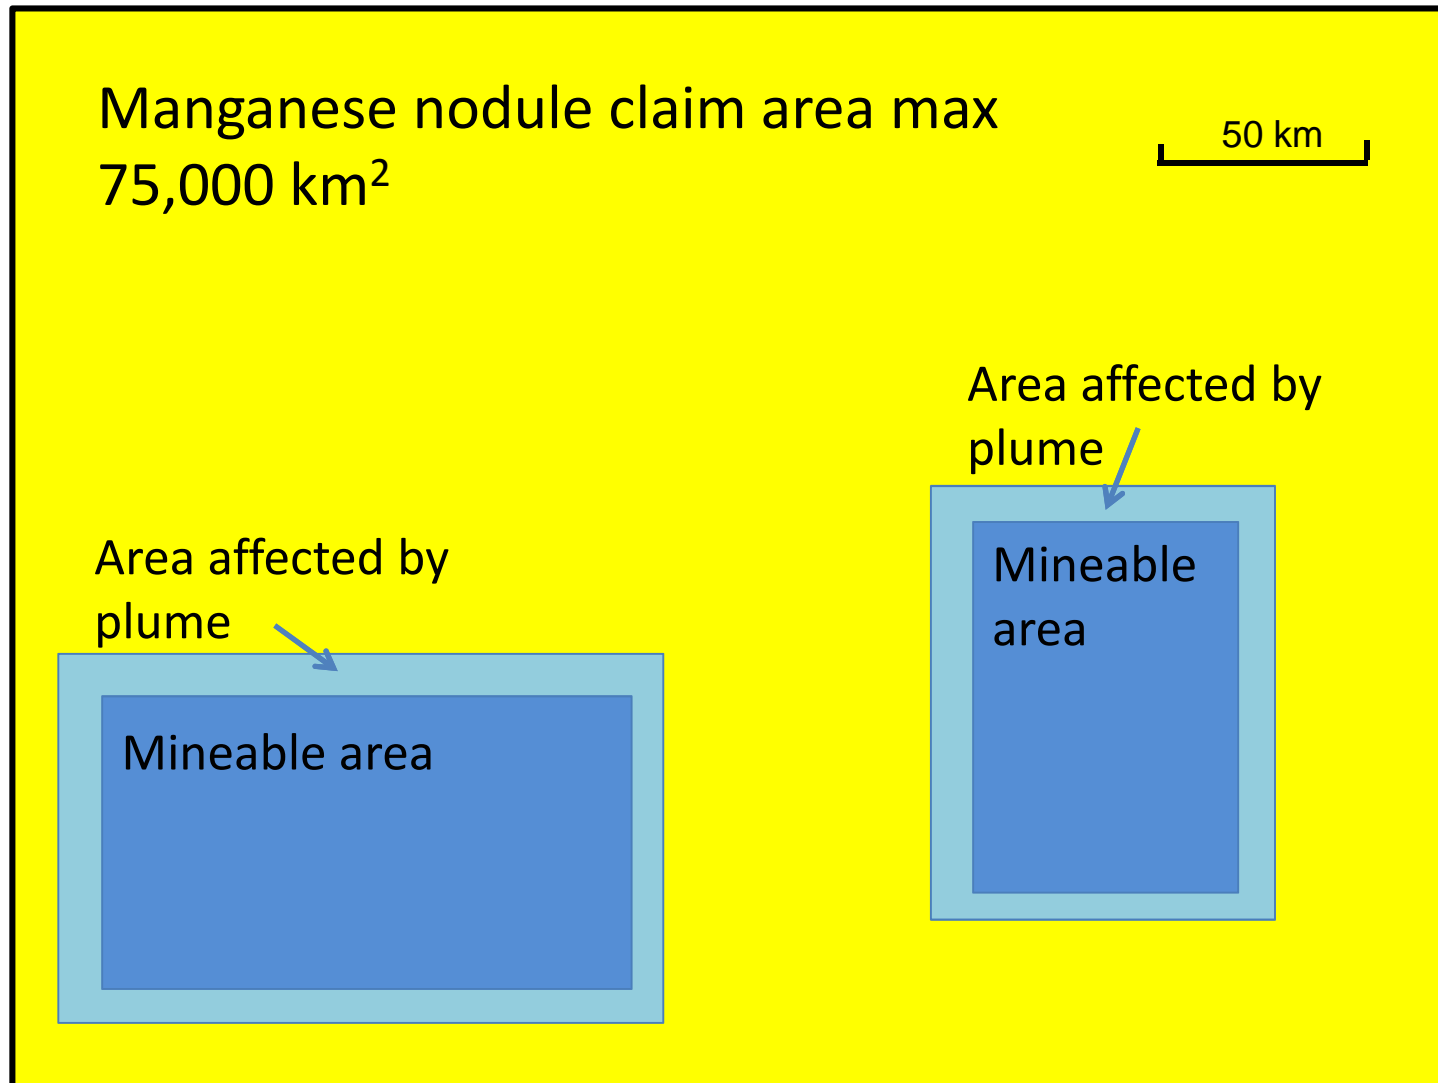 Manganese nodule claim area max
75,000 km²
50 km
Area affected by
plume
Mineable
area
Area affected by
plume
Mineable area